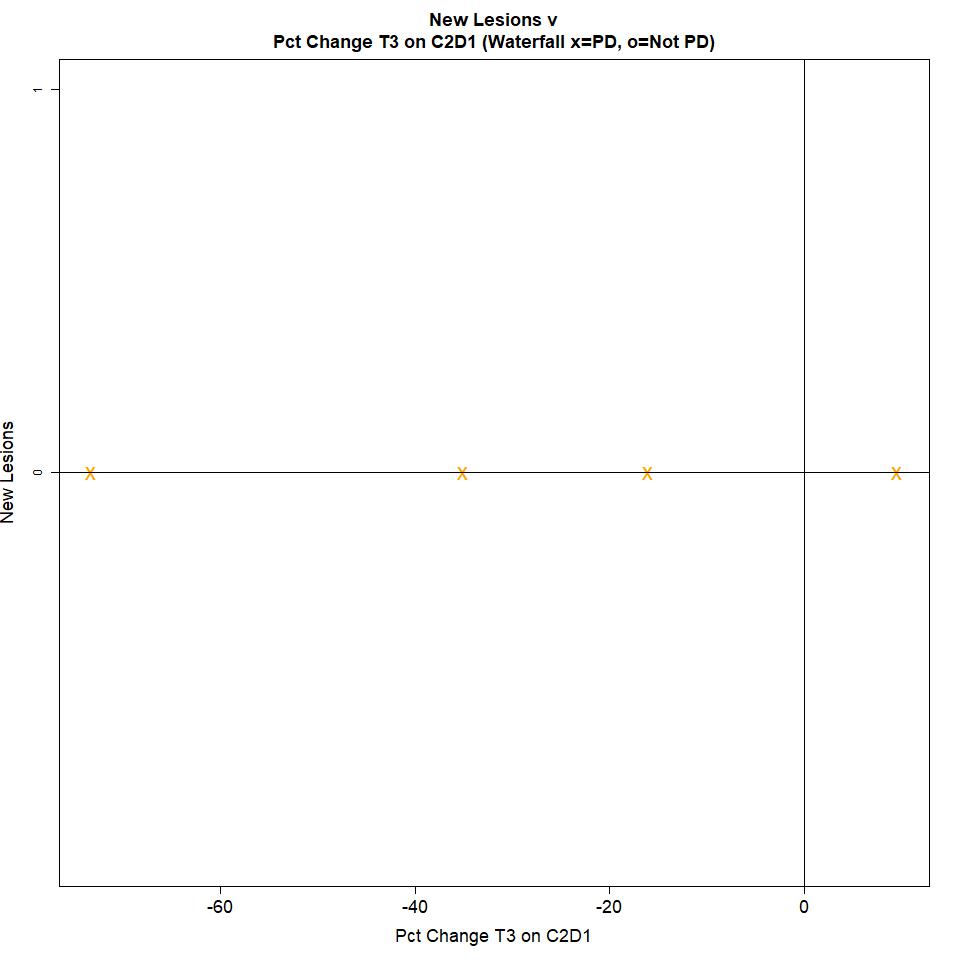 New Lesions v
Pct Change T3 on C2D1 (Waterfall x=PD, o=Not PD)
1
0
New Lesions
x x x x
-60 -40 -20 0
Pct Change T3 on C2D1